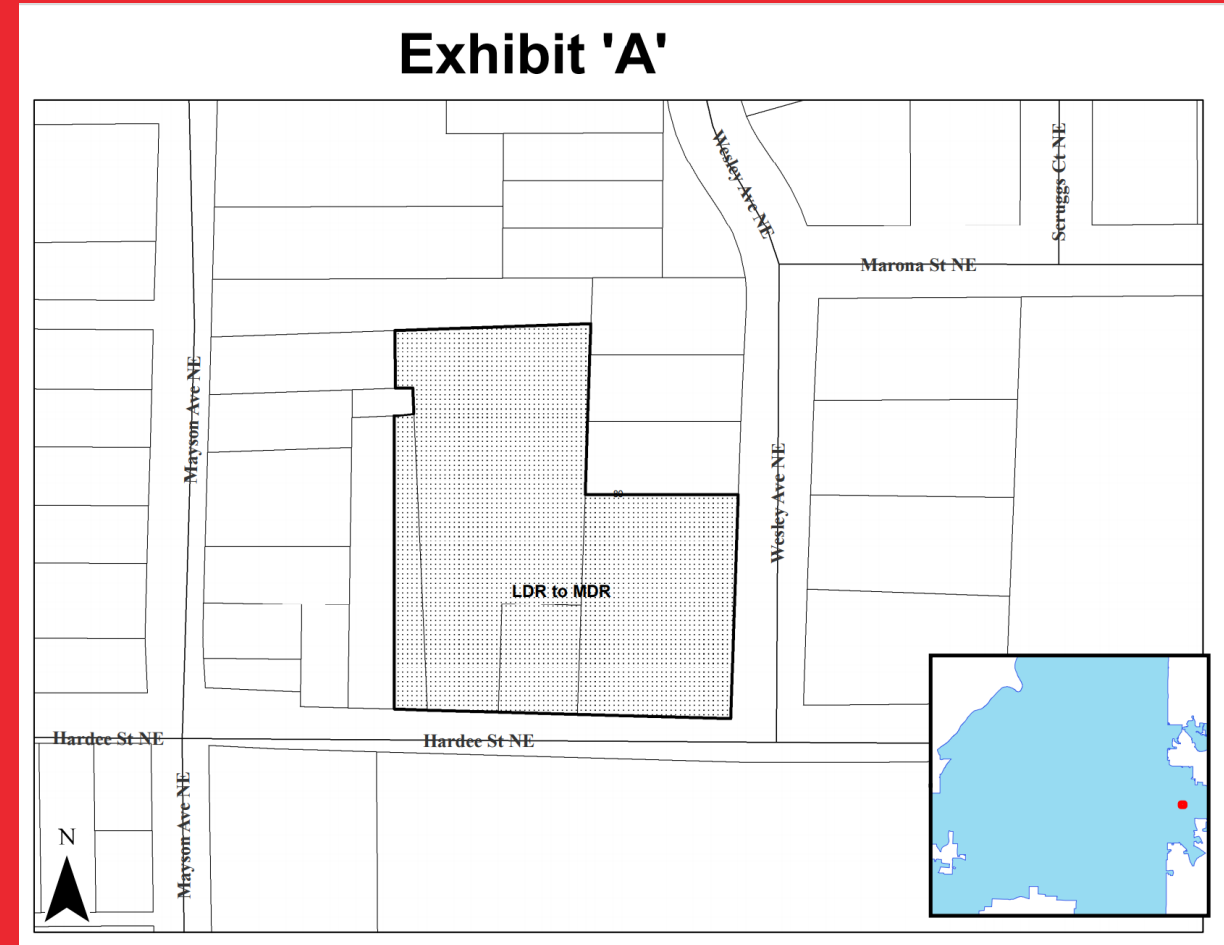 Exhibit 'A'
Wesley Ave NE
Scruggs Ct NE
Marona St NE
Mayson Ave NE
Wesley Ave NE
LDR to MDR
Hardee St NE
Hardee St NE
Mayson Ave NE
N